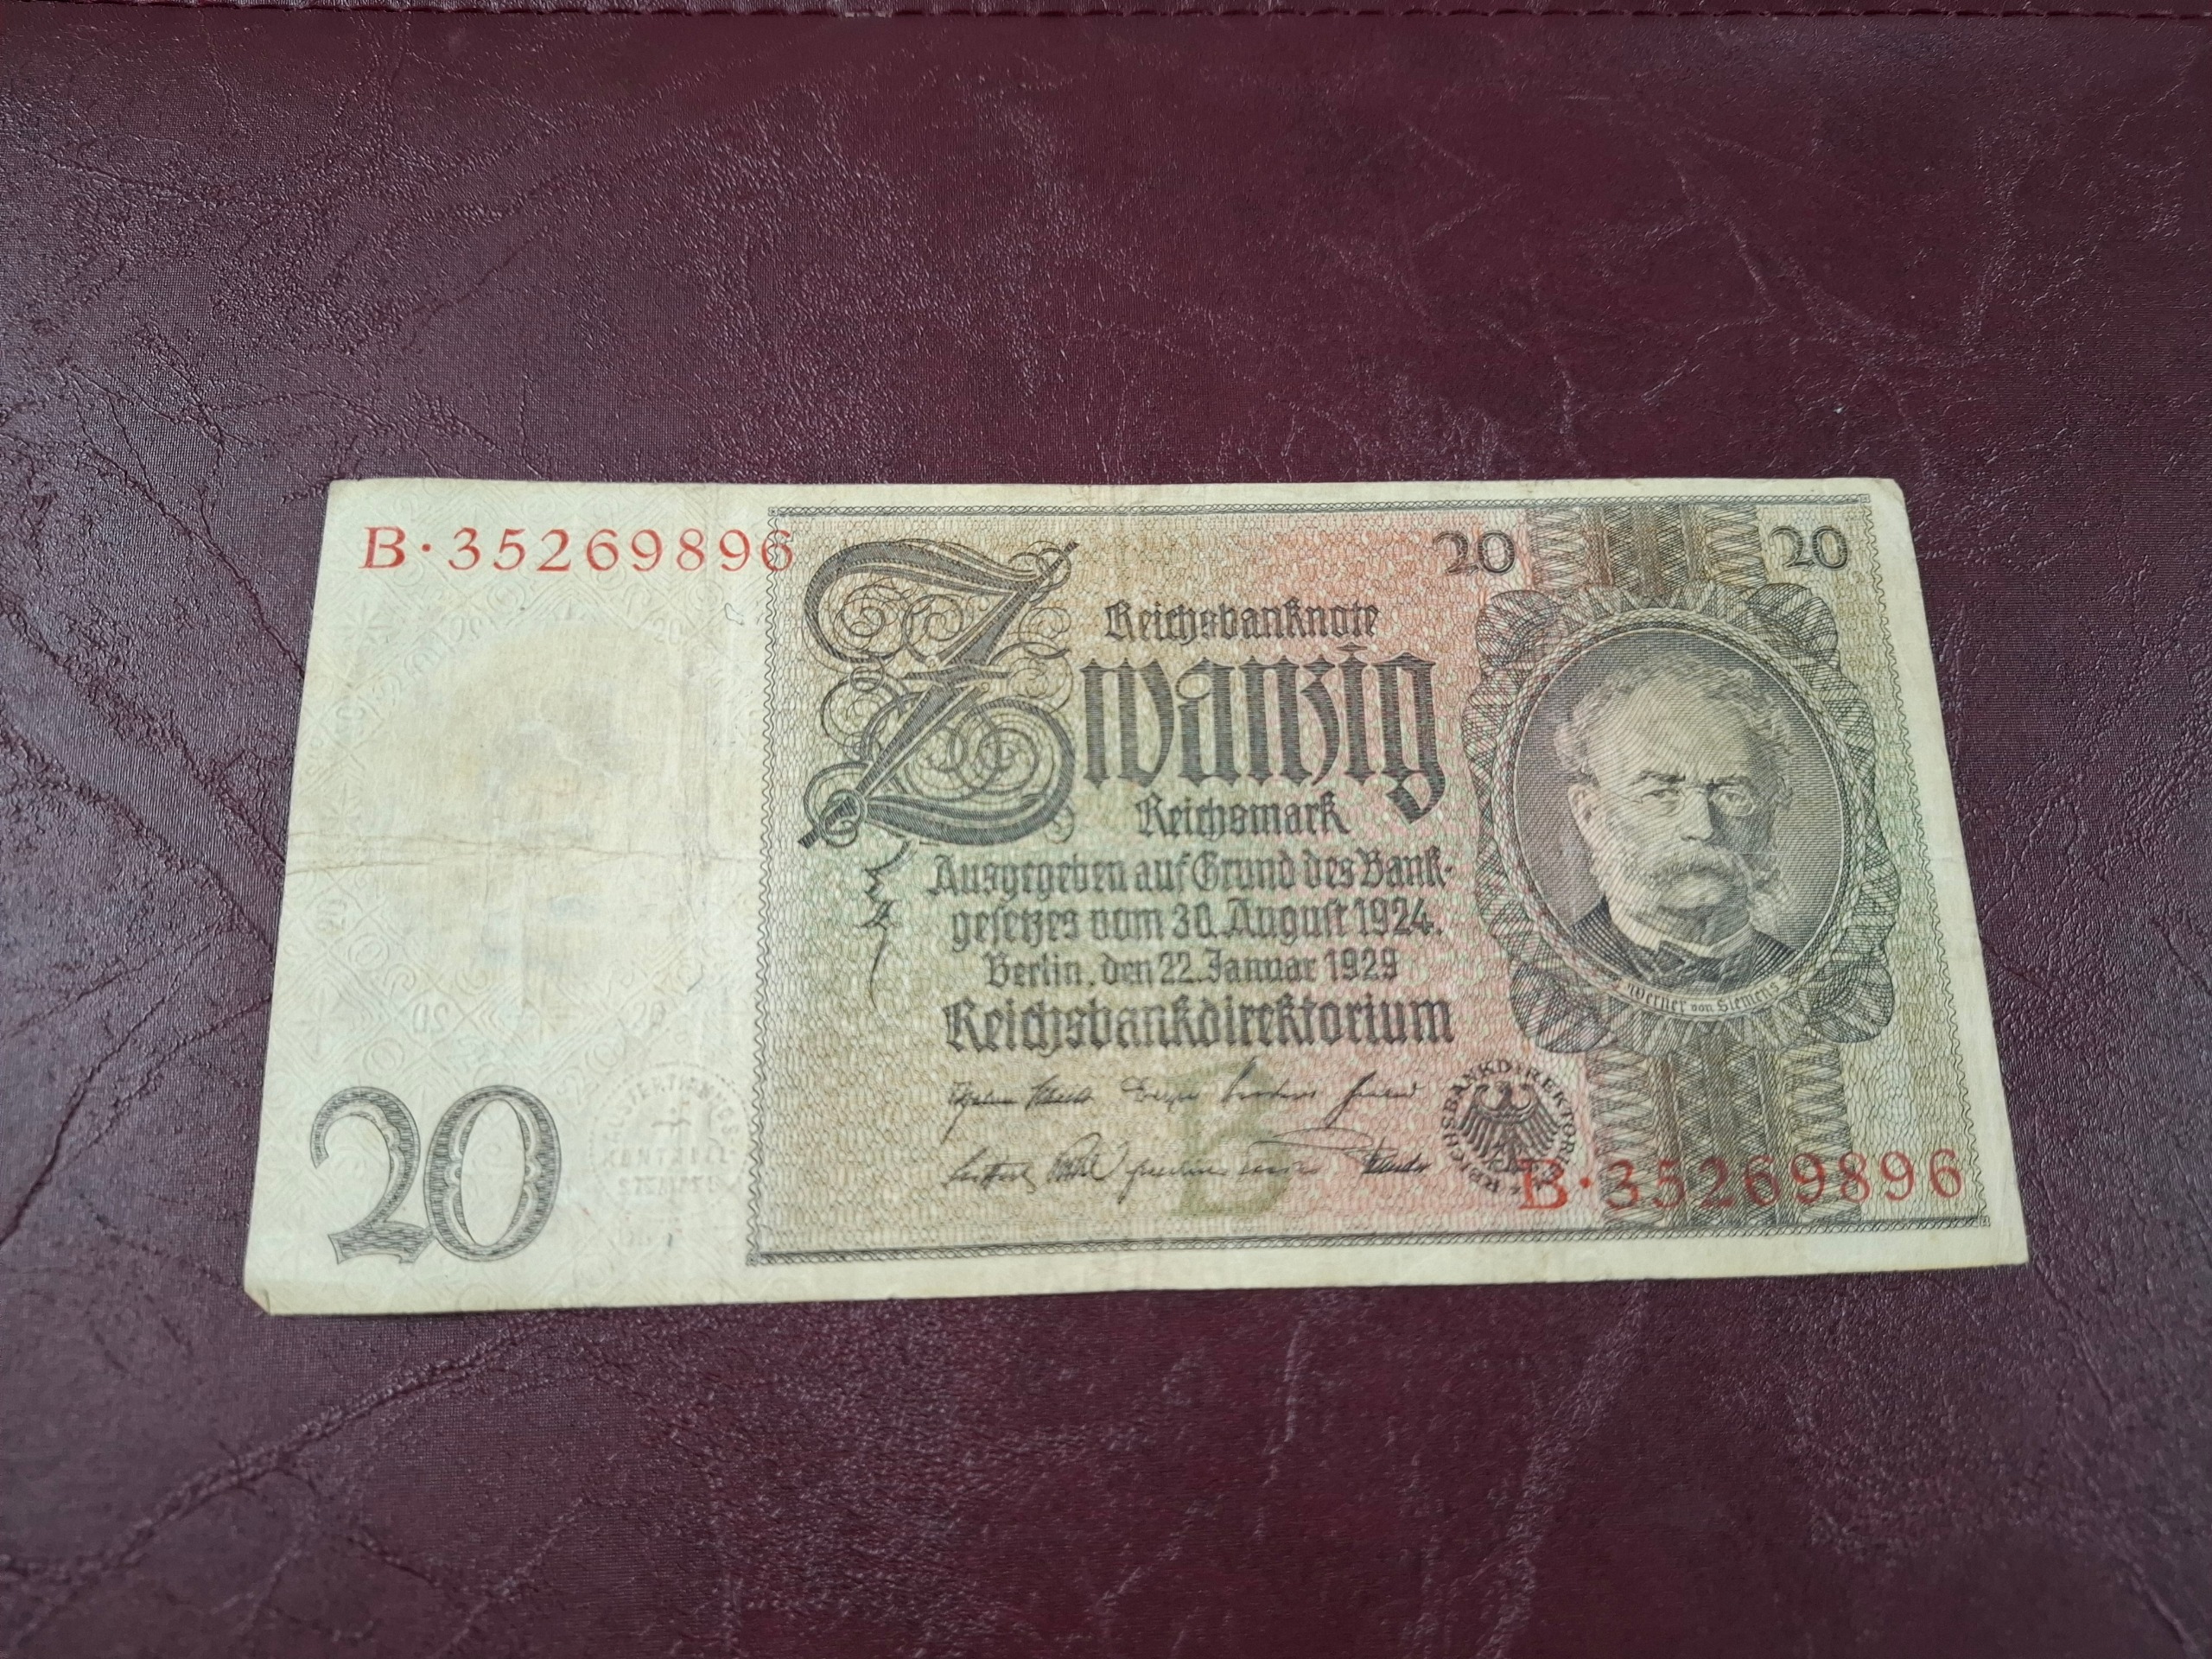 B·35269896
20
20
Reichsbanknote
Zwanzig
Reichsmark
Ausgegeben auf Grund des Bank-
gesetzes vom 30. August 1924.
Berlin, den 22. Januar 1929
Reichsbankdirektorium
Werner von Siemens
REICHSBANKDIREKTORIUM
B
20
B·35269896